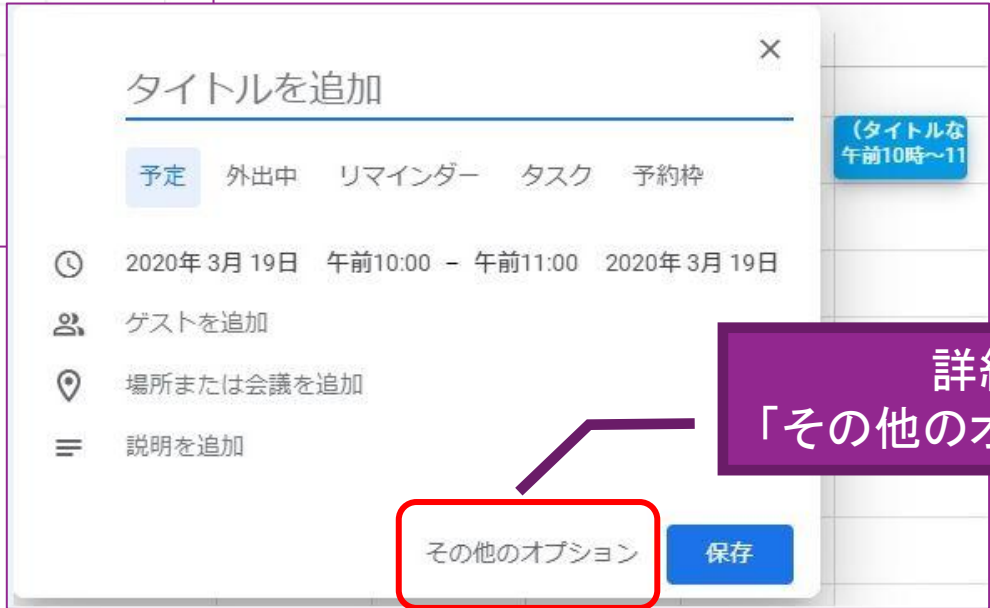 タイトルを追加
(タイトルな
午前10時～11
予定 外出中 リマインダー タスク 予約枠
2020年 3月 19日 午前10:00 – 午前11:00 2020年 3月 19日
ゲストを追加
場所または会議を追加
説明を追加
詳細
「その他のオ
その他のオプション 保存